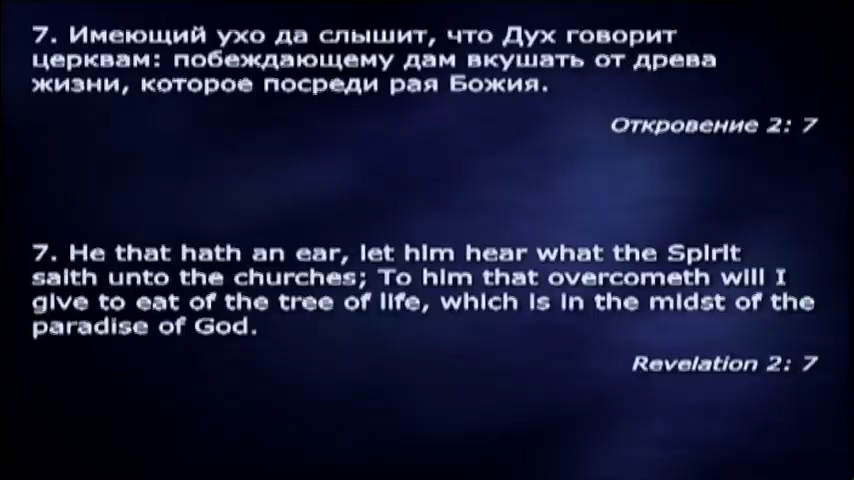 7. Имеющий ухо да слышит, что Дух говорит
церквам: побеждающему дам вкушать от древа
жизни, которое посреди рая Божия.
Откровение 2: 7
7. He that hath an ear, let him hear what the Spirit
saith unto the churches; To him that overcometh will I
give to eat of the tree of life, which is in the midst of the
paradise of God.
Revelation 2: 7